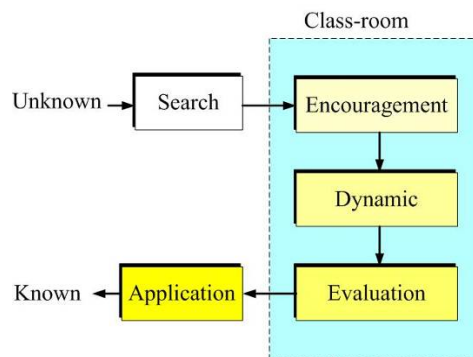 Class-room
Unknown
Search
Encouragement
Dynamic
Known
Application
Evaluation